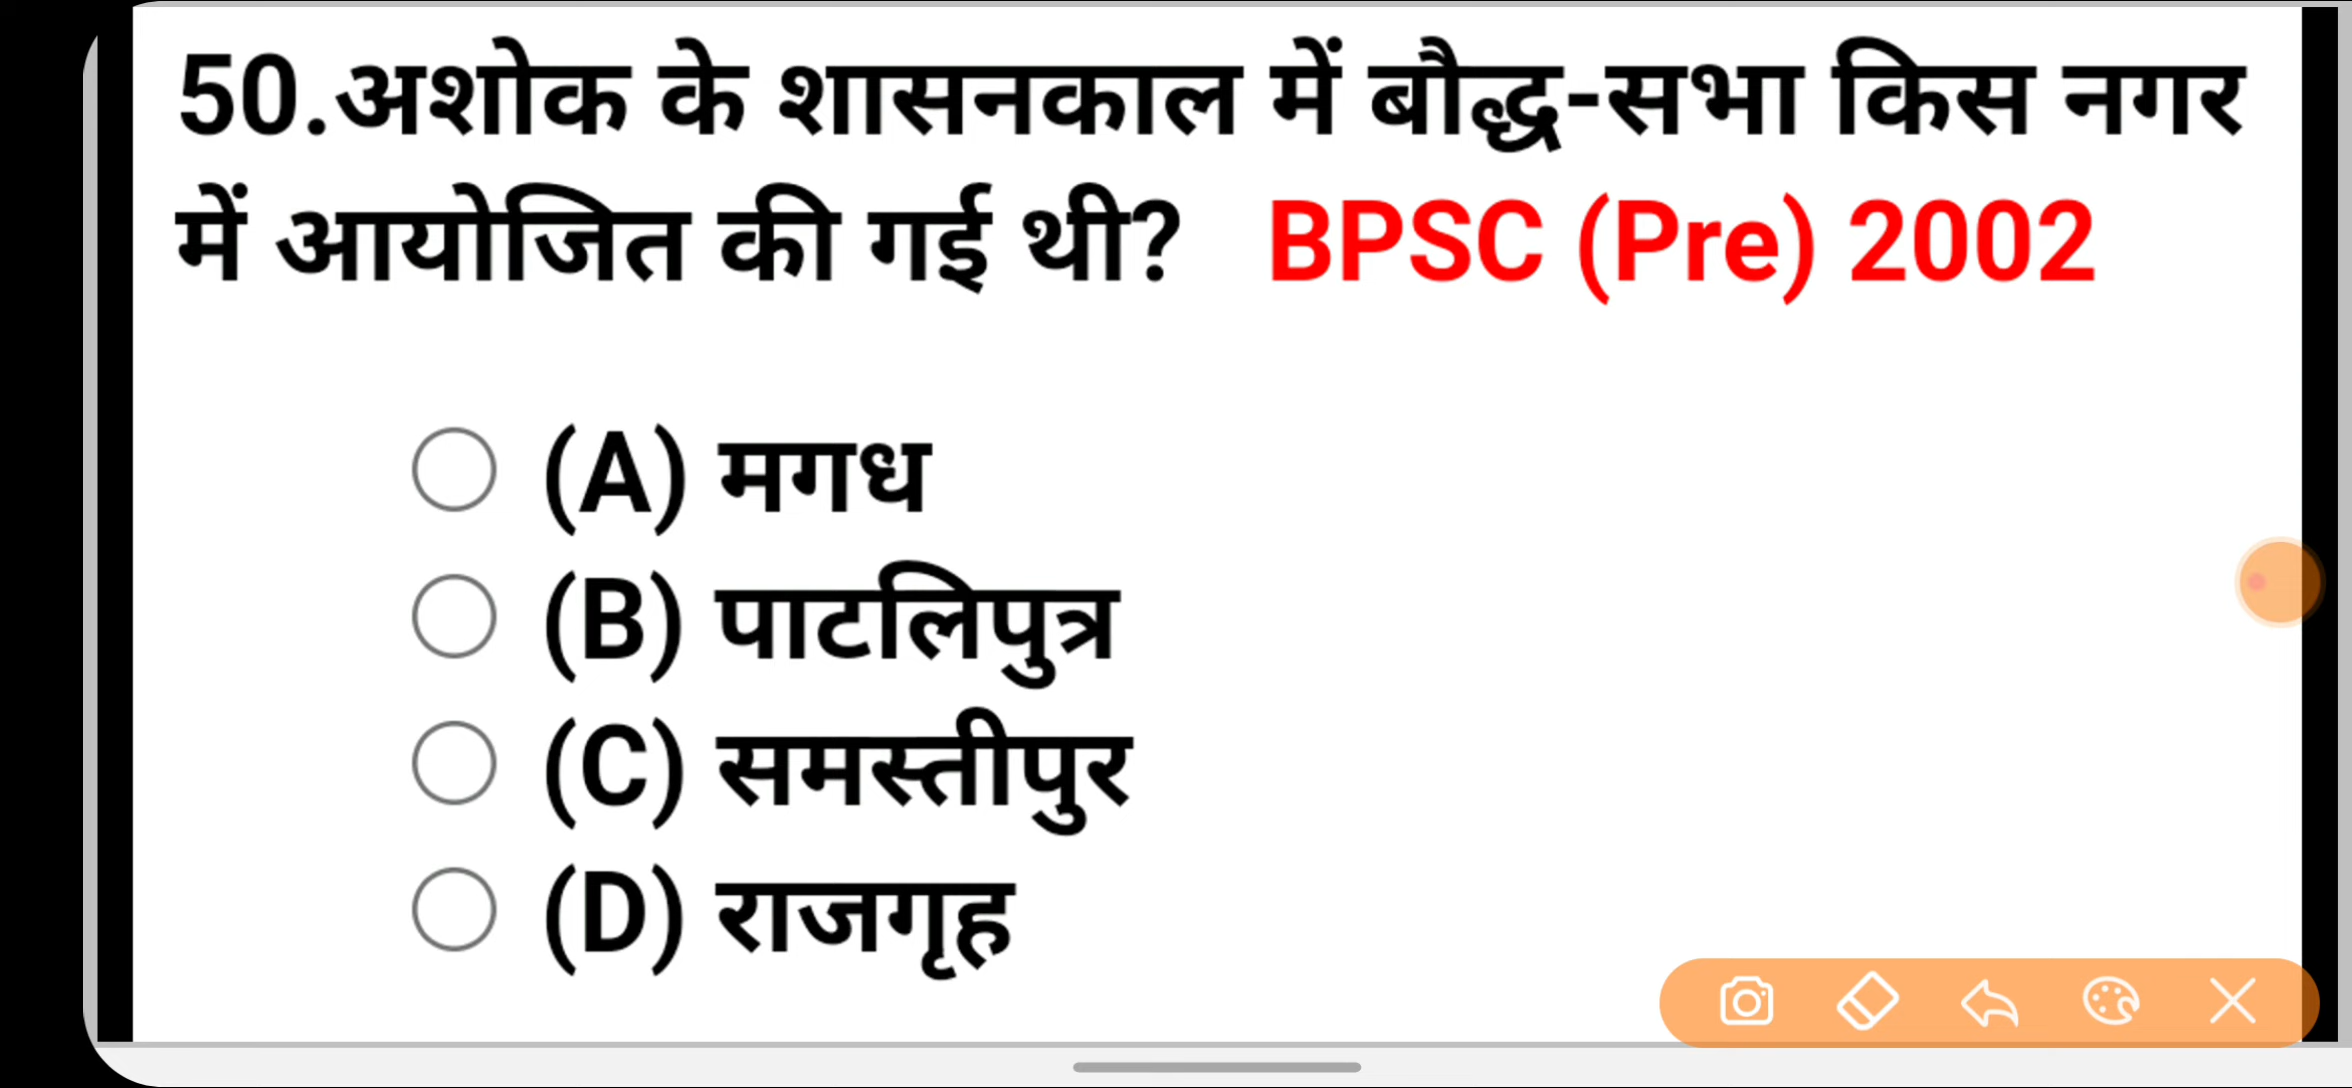 50.अशोक के शासनकाल में बौद्ध-सभा किस नगर
में आयोजित की गई थी? BPSC (Pre) 2002
(A) मगध
(B) पाटलिपुत्र
(C) समस्तीपुर
(D) राजगृह